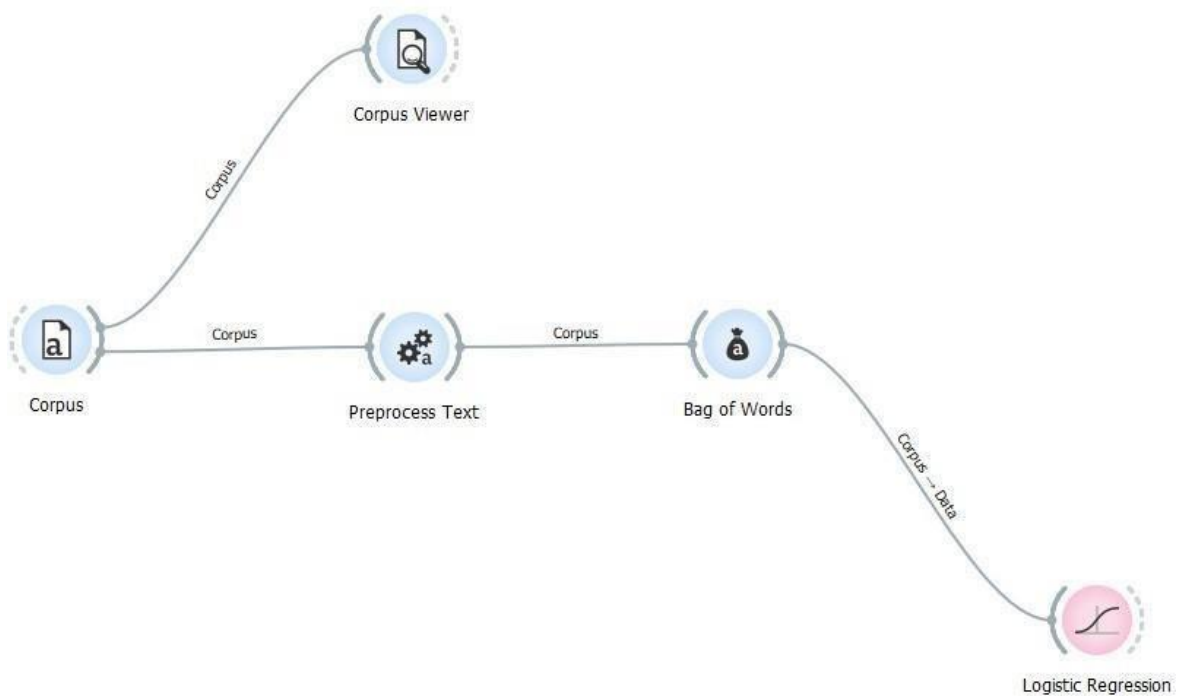 Corpus Viewer
Corpus
Corpus
Corpus
Corpus
Preprocess Text
Bag of Words
Corpus → Data
Logistic Regression